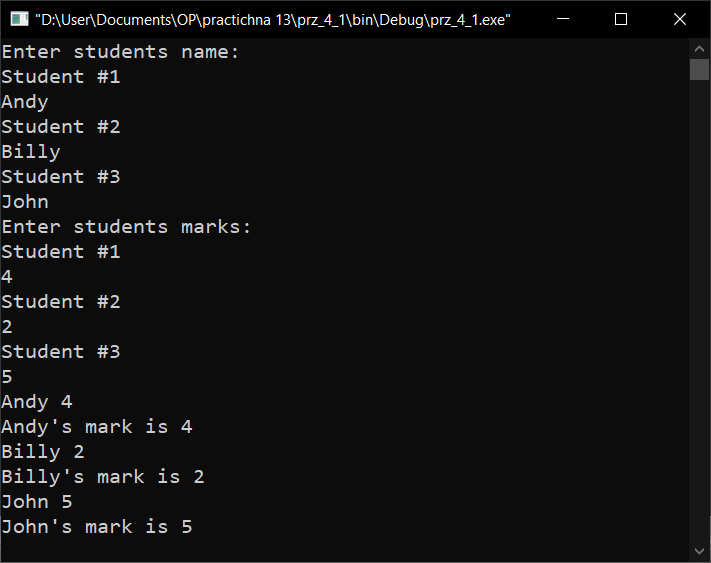 "D:\User\Documents\OP\practichna 13\prz_4_1\bin\Debug\prz_4_1.exe"
Enter students name:
Student #1
Andy
Student #2
Billy
Student #3
John
Enter students marks:
Student #1
4
Student #2
2
Student #3
5
Andy 4
Andy's mark is 4
Billy 2
Billy's mark is 2
John 5
John's mark is 5